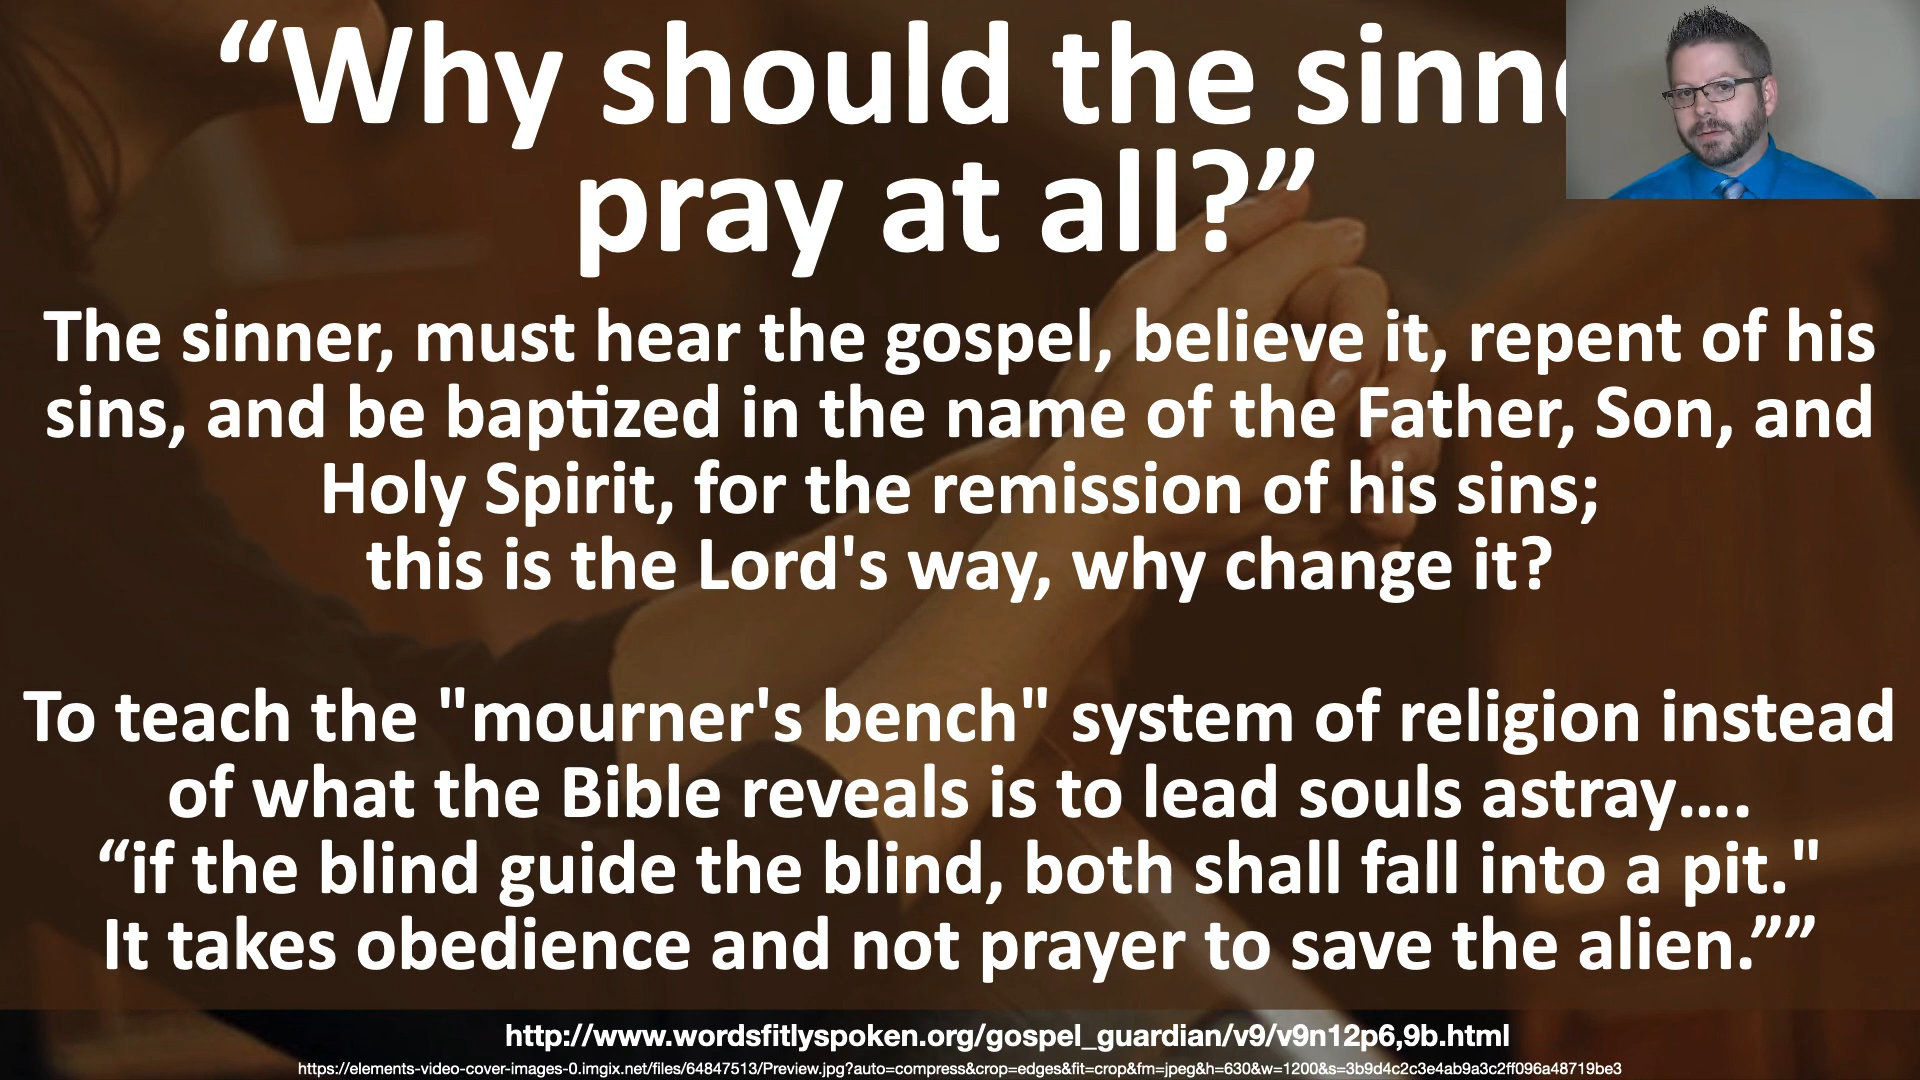 “Why should the sinne
pray at all?”
The sinner, must hear the gospel, believe it, repent of his
sins, and be baptized in the name of the Father, Son, and
Holy Spirit, for the remission of his sins;
this is the Lord's way, why change it?
To teach the "mourner's bench" system of religion instead
of what the Bible reveals is to lead souls astray....
“if the blind guide the blind, both shall fall into a pit."
It takes obedience and not prayer to save the alien.””
http://www.wordsfitlyspoken.org/gospel_guardian/v9/v9n12p6,9b.html
https://elements-video-cover-images-0.imgix.net/files/64847513/Preview.jpg?auto=compress&crop=edges&fit=crop&fm=jpeg&h=630&w=1200&s=3b9d4c2c3e4ab9a3c2ff096a48719be3